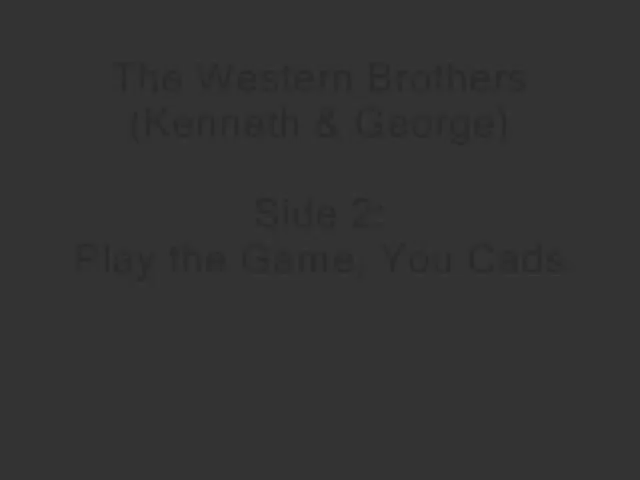 The Western Brothers
(Kenneth & George)
Side 2:
Play the Game, You Cads